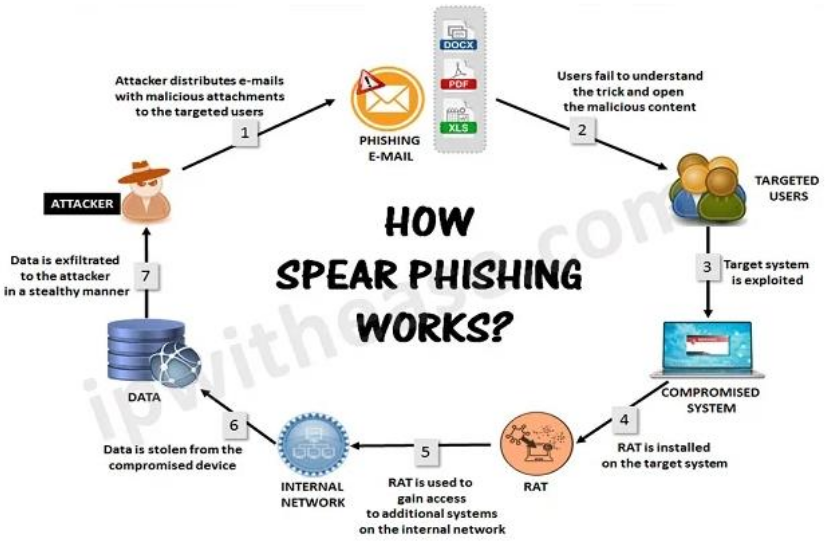 Attacker distributes e-mails
with malicious attachments
to the targeted users
1
PHISHING
E-MAIL
DOCX
PDF
XLS
Users fail to understand
the trick and open
the malicious content
2
TARGETED
USERS
3
Target system
is exploited
COMPROMISED
SYSTEM
4
RAT is installed
on the target system
RAT
5
RAT is used to
gain access
to additional systems
on the internal network
INTERNAL
NETWORK
6
Data is stolen from the
compromised device
DATA
7
Data is exfiltrated
to the attacker
in a stealthy manner
ATTACKER
HOW
SPEAR PHISHING
WORKS?
ipwithease.com